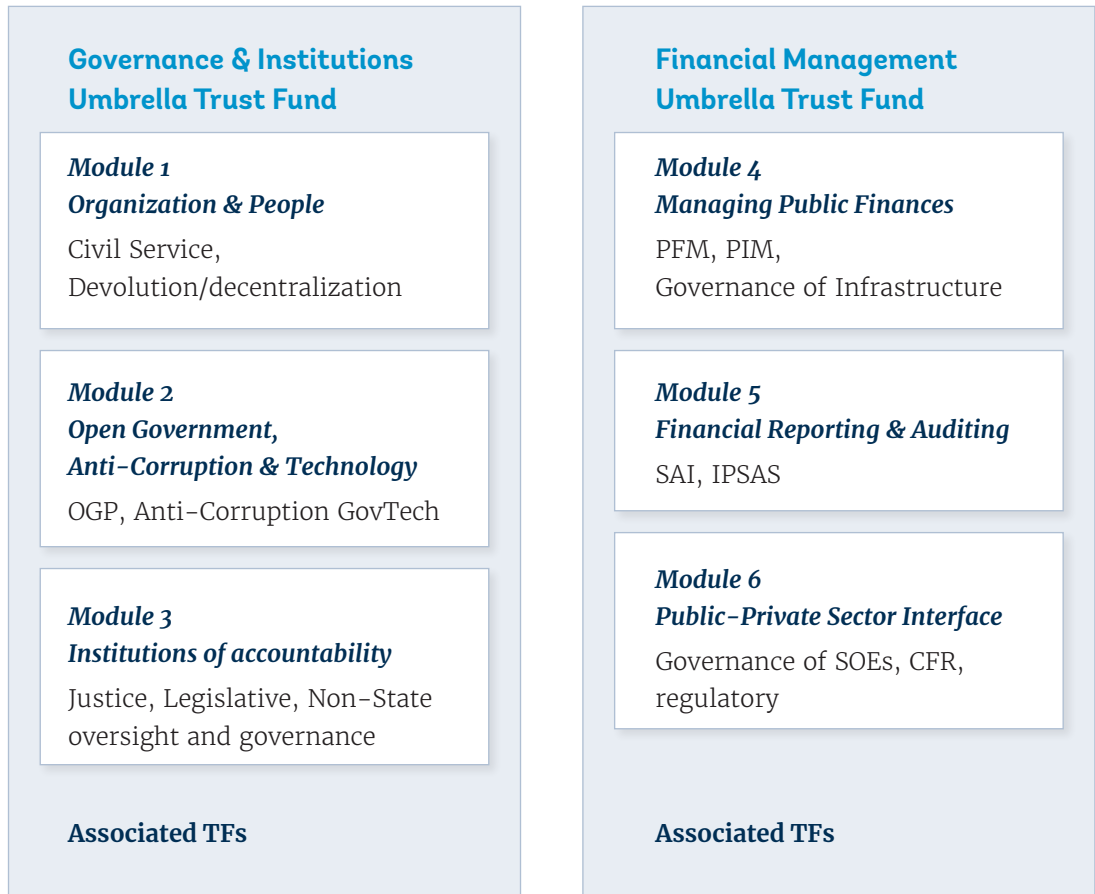 Governance & Institutions
Umbrella Trust Fund
Module 1
Organization & People
Civil Service,
Devolution/decentralization
Module 2
Open Government,
Anti-Corruption & Technology
OGP, Anti-Corruption GovTech
Module 3
Institutions of accountability
Justice, Legislative, Non-State
oversight and governance
Associated TFs
Financial Management
Umbrella Trust Fund
Module 4
Managing Public Finances
PFM, PIM,
Governance of Infrastructure
Module 5
Financial Reporting & Auditing
SAI, IPSAS
Module 6
Public-Private Sector Interface
Governance of SOEs, CFR,
regulatory
Associated TFs